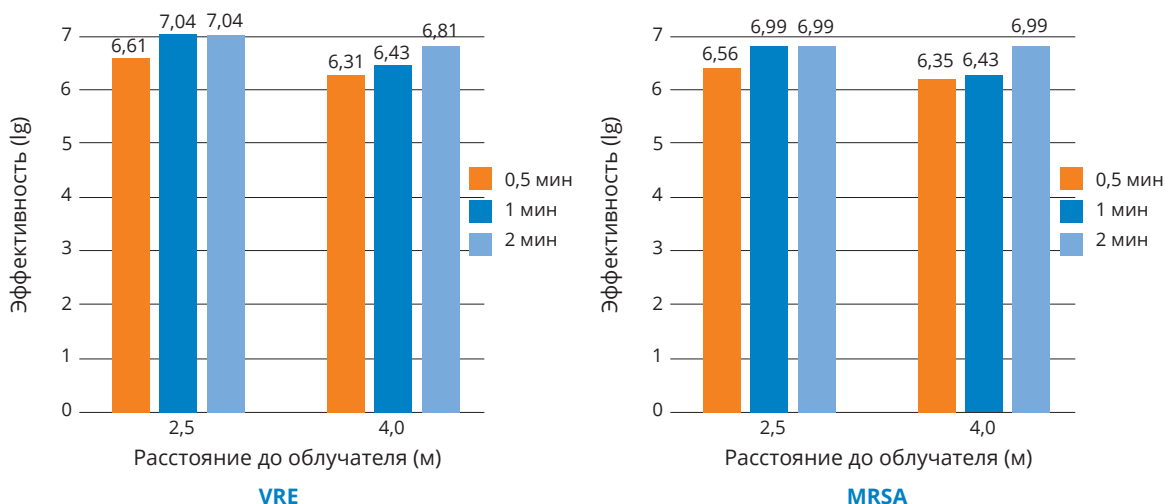 Эффективность (lg)
7
6
5
4
3
2
1
0
6,61
7,04
7,04
6,31
6,43
6,81
2,5
4,0
Расстояние до облучателя (м)
VRE
0,5 мин
1 мин
2 мин
Эффективность (lg)
7
6
5
4
3
2
1
0
6,56
6,99
6,99
6,35
6,43
6,99
2,5
4,0
Расстояние до облучателя (м)
MRSA
0,5 мин
1 мин
2 мин